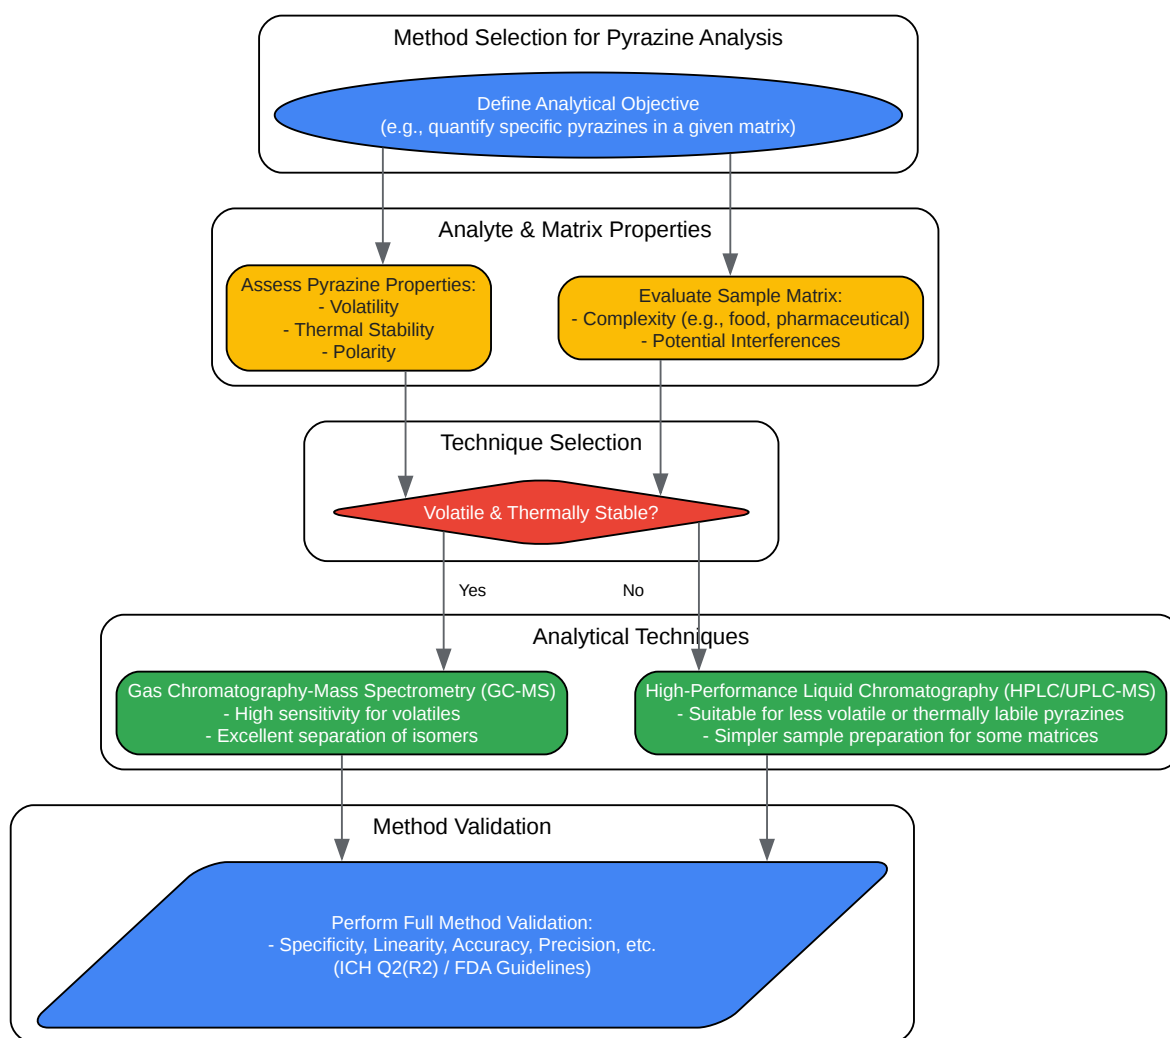 Method Selection for Pyrazine Analysis
Define Analytical Objective
(e.g., quantify specific pyrazines in a given matrix)
Analyte & Matrix Properties
Assess Pyrazine Properties:
- Volatility
- Thermal Stability
- Polarity
Evaluate Sample Matrix:
- Complexity (e.g., food, pharmaceutical)
- Potential Interferences
Technique Selection
Volatile & Thermally Stable?
Yes
No
Analytical Techniques
Gas Chromatography-Mass Spectrometry (GC-MS)
- High sensitivity for volatiles
- Excellent separation of isomers
High-Performance Liquid Chromatography (HPLC/UPLC-MS)
- Suitable for less volatile or thermally labile pyrazines
- Simpler sample preparation for some matrices
Method Validation
Perform Full Method Validation:
- Specificity, Linearity, Accuracy, Precision, etc.
(ICH Q2(R2) / FDA Guidelines)